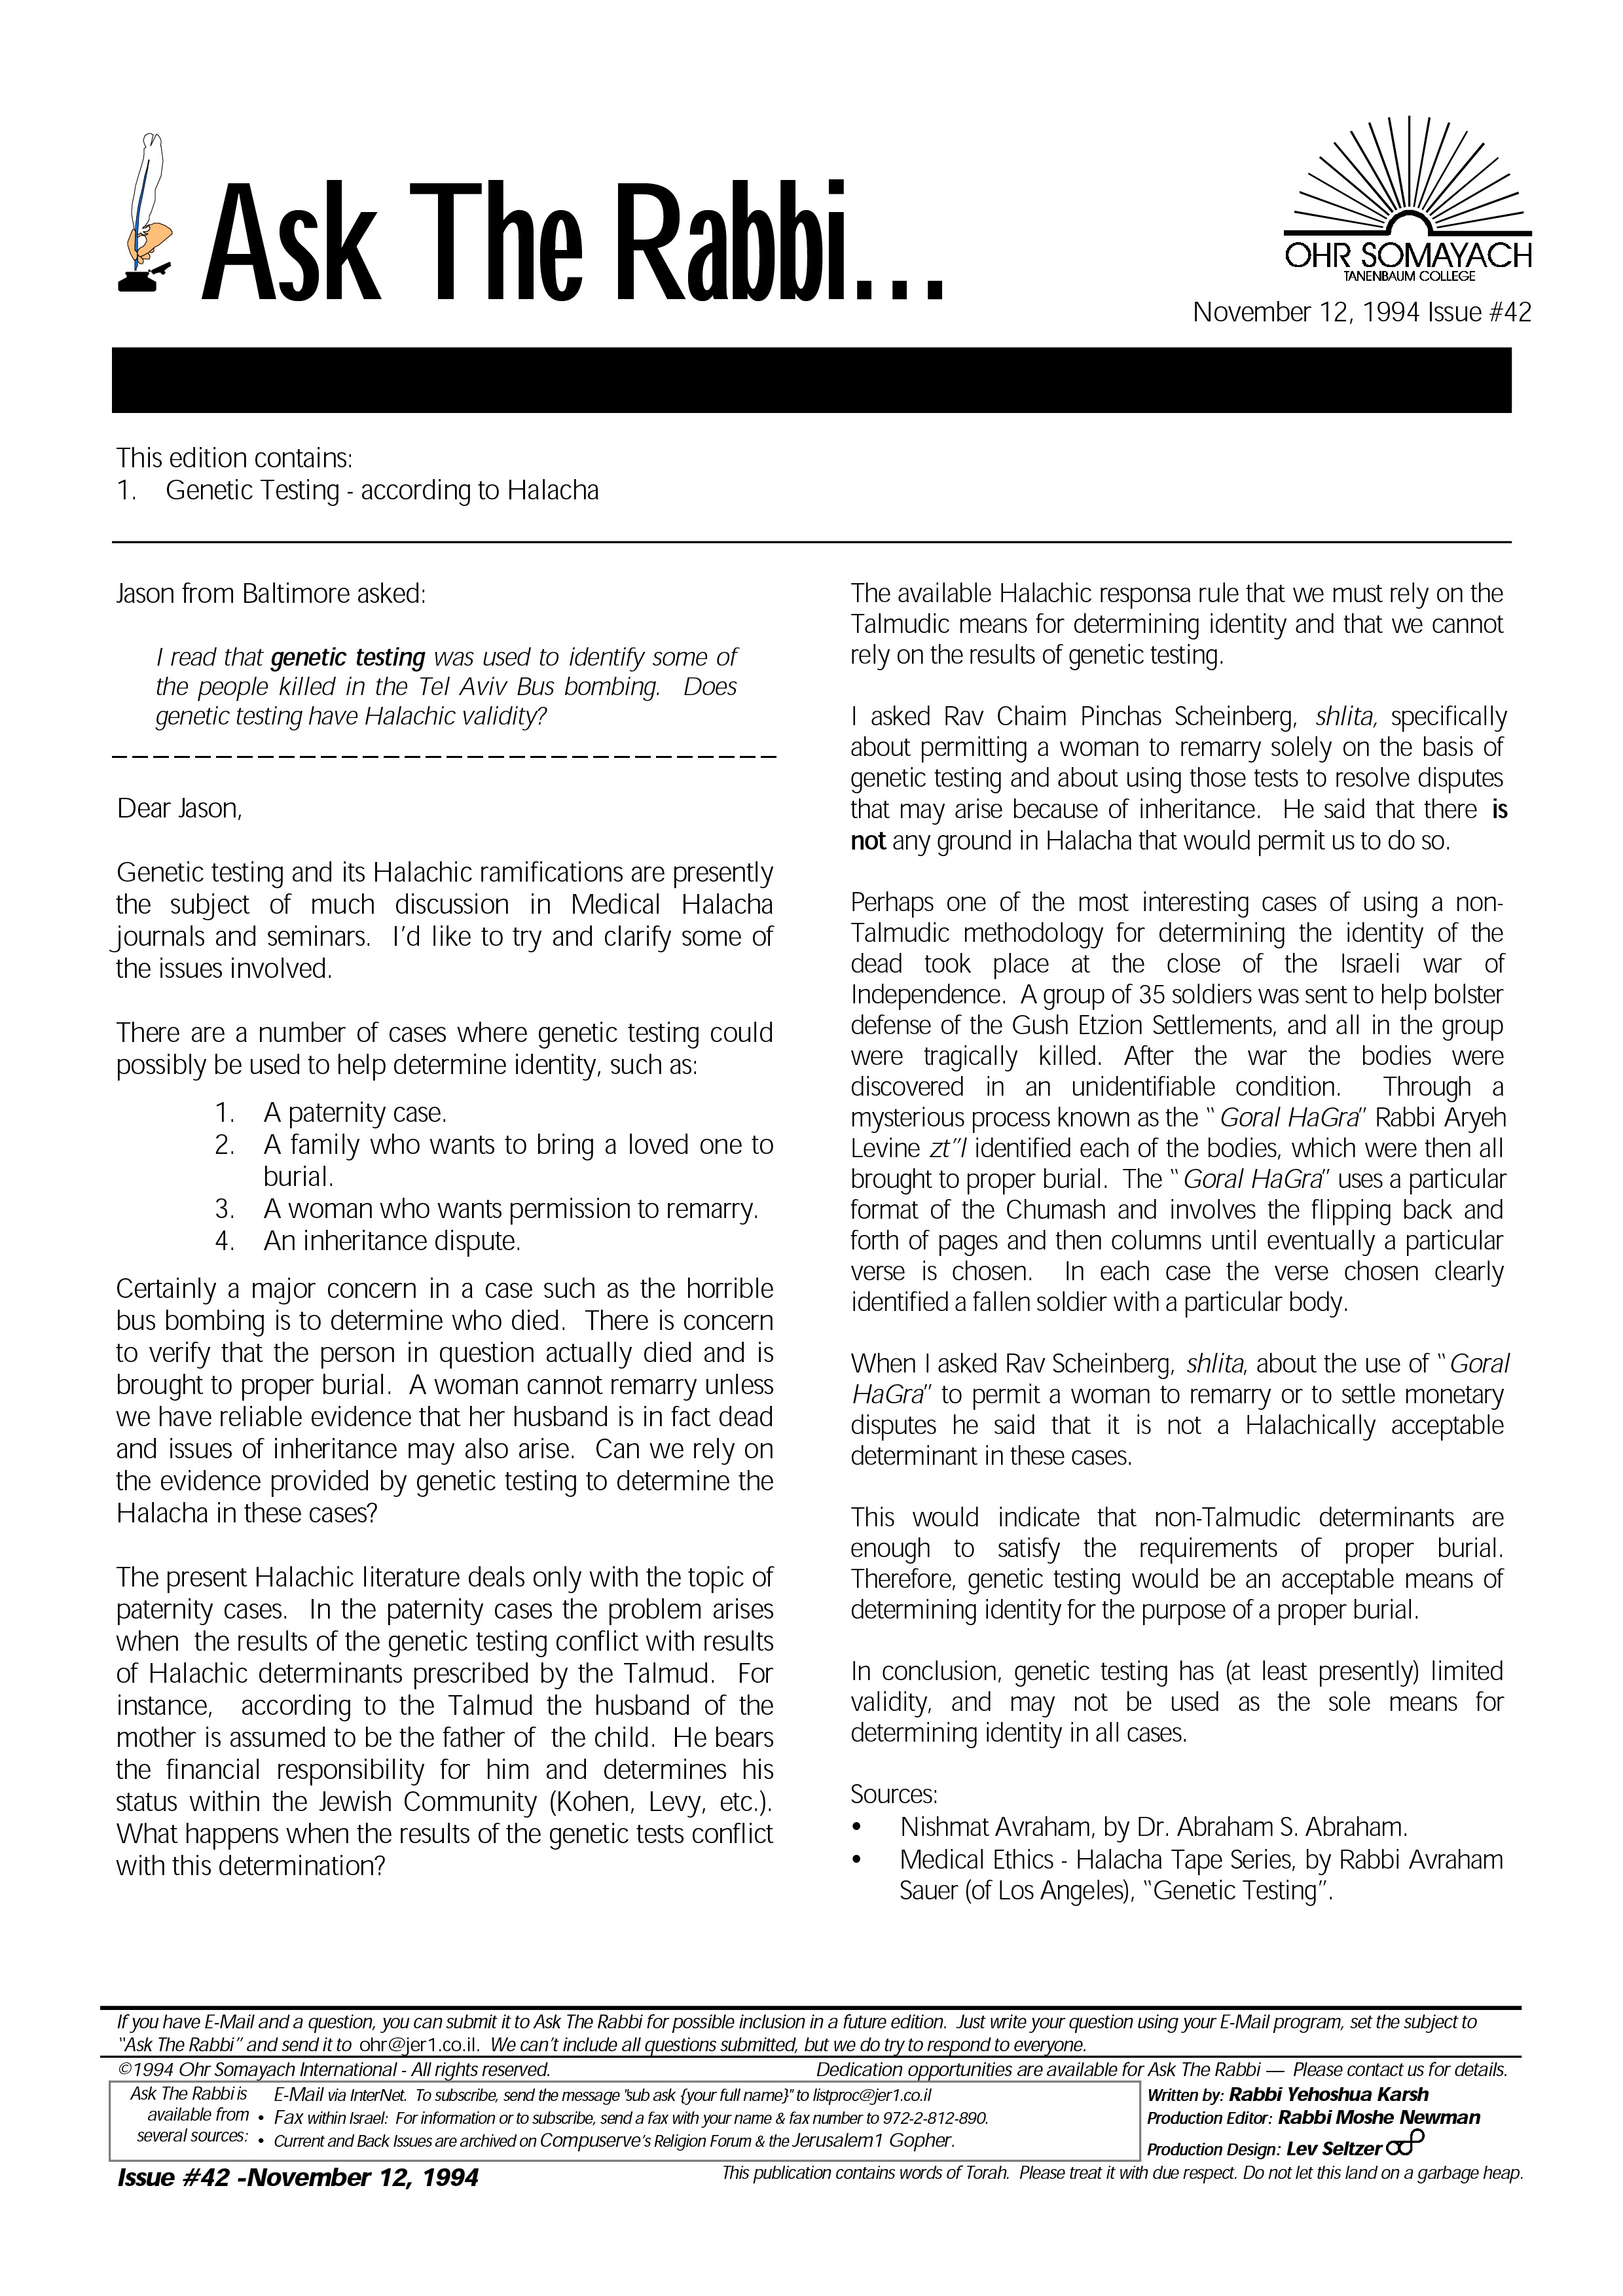 Ask The Rabbi...
OHR SOMAYACH
TANENBAUM COLLEGE
November 12, 1994 Issue #42
This edition contains:
1. Genetic Testing - according to Halacha
Jason from Baltimore asked:
I read that genetic testing was used to identify some of
the people killed in the Tel Aviv Bus bombing. Does
genetic testing have Halachic validity?
Dear Jason,
Genetic testing and its Halachic ramifications are presently
the subject of much discussion in Medical Halacha
journals and seminars. I'd like to try and clarify some of
the issues involved.
There are a number of cases where genetic testing could
possibly be used to help determine identity, such as:
1. A paternity case.
2. A family who wants to bring a loved one to
burial.
3. A woman who wants permission to remarry.
4. An inheritance dispute.
Certainly a major concern in a case such as the horrible
bus bombing is to determine who died. There is concern
to verify that the person in question actually died and is
brought to proper burial. A woman cannot remarry unless
we have reliable evidence that her husband is in fact dead
and issues of inheritance may also arise. Can we rely on
the evidence provided by genetic testing to determine the
Halacha in these cases?
The present Halachic literature deals only with the topic of
paternity cases. In the paternity cases the problem arises
when the results of the genetic testing conflict with results
of Halachic determinants prescribed by the Talmud. For
instance, according to the Talmud the husband of the
mother is assumed to be the father of the child. He bears
the financial responsibility for him and determines his
status within the Jewish Community (Kohen, Levy, etc.).
What happens when the results of the genetic tests conflict
with this determination?
The available Halachic responsa rule that we must rely on the
Talmudic means for determining identity and that we cannot
rely on the results of genetic testing.
I asked Rav Chaim Pinchas Scheinberg, shlita, specifically
about permitting a woman to remarry solely on the basis of
genetic testing and about using those tests to resolve disputes
that may arise because of inheritance. He said that there is
not any ground in Halacha that would permit us to do so.
Perhaps one of the most interesting cases of using a non-
Talmudic methodology for determining the identity of the
dead took place at the close of the Israeli war of
Independence. A group of 35 soldiers was sent to help bolster
defense of the Gush Etzion Settlements, and all in the group
were tragically killed. After the war the bodies were
discovered in an unidentifiable condition. Through a
mysterious process known as the "Goral HaGra" Rabbi Aryeh
Levine zt"l identified each of the bodies, which were then all
brought to proper burial. The "Goral HaGra" uses a particular
format of the Chumash and involves the flipping back and
forth of pages and then columns until eventually a particular
verse is chosen. In each case the verse chosen clearly
identified a fallen soldier with a particular body.
When I asked Rav Scheinberg, shlita, about the use of "Goral
HaGra" to permit a woman to remarry or to settle monetary
disputes he said that it is not a Halachically acceptable
determinant in these cases.
This would indicate that non-Talmudic determinants are
enough to satisfy the requirements of proper burial.
Therefore, genetic testing would be an acceptable means of
determining identity for the purpose of a proper burial.
In conclusion, genetic testing has (at least presently) limited
validity, and may not be used as the sole means for
determining identity in all cases.
Sources:
• Nishmat Avraham, by Dr. Abraham S. Abraham.
• Medical Ethics - Halacha Tape Series, by Rabbi Avraham
Sauer (of Los Angeles), "Genetic Testing".
If you have E-Mail and a question, you can submit it to Ask The Rabbi for possible inclusion in a future edition. Just write your question using your E-Mail program, set the subject to
"Ask The Rabbi" and send it to ohr@jer1.co.il. We can't include all questions submitted, but we do try to respond to everyone.
©1994 Ohr Somayach International - All rights reserved. Dedication opportunities are available for Ask The Rabbi — Please contact us for details.
Ask The Rabbi is
available from
several sources:
E-Mail via InterNet. To subscribe, send the message "sub ask {your full name}" to listproc@jer1.co.il
• Fax within Israel: For information or to subscribe, send a fax with your name & fax number to 972-2-812-890.
• Current and Back Issues are archived on Compuserve's Religion Forum & the Jerusalem1 Gopher.
Written by: Rabbi Yehoshua Karsh
Production Editor: Rabbi Moshe Newman
Production Design: Lev Seltzer
Issue #42 -November 12, 1994
This publication contains words of Torah. Please treat it with due respect. Do not let this land on a garbage heap.